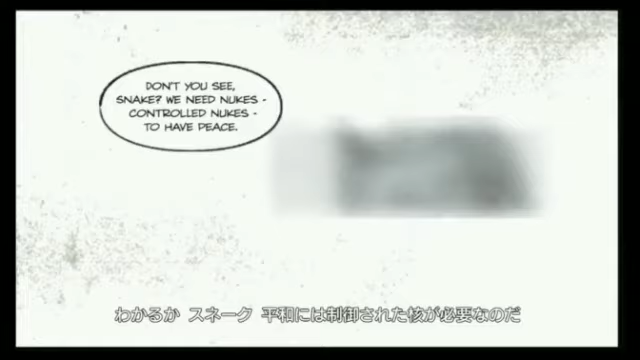 DON'T YOU SEE,
SNAKE? WE NEED NUKES -
CONTROLLED NUKES -
TO HAVE PEACE.
わかるか スネーク 平和には制御された核が必要なのだ